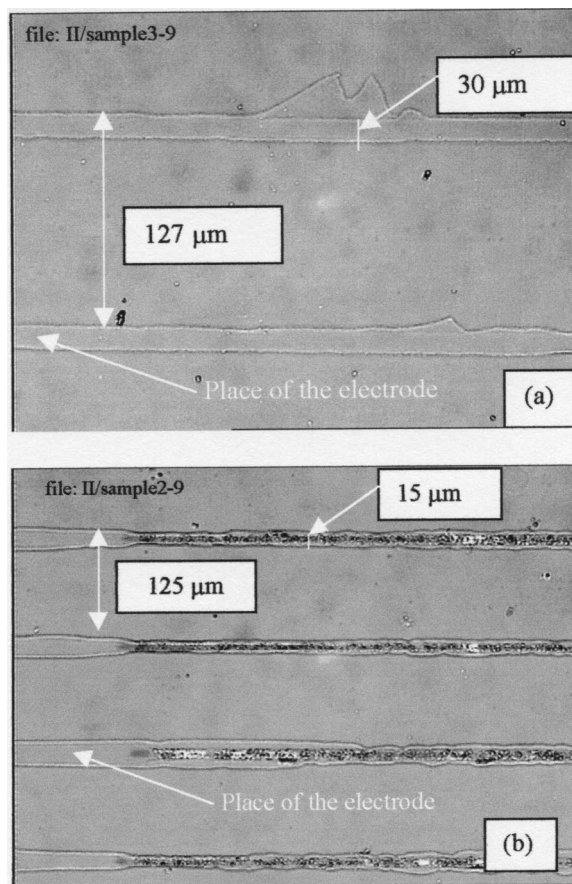 file: II/sample3-9
30 μm
127 μm
Place of the electrode
(a)
file: II/sample2-9
15 μm
125 μm
Place of the electrode
(b)